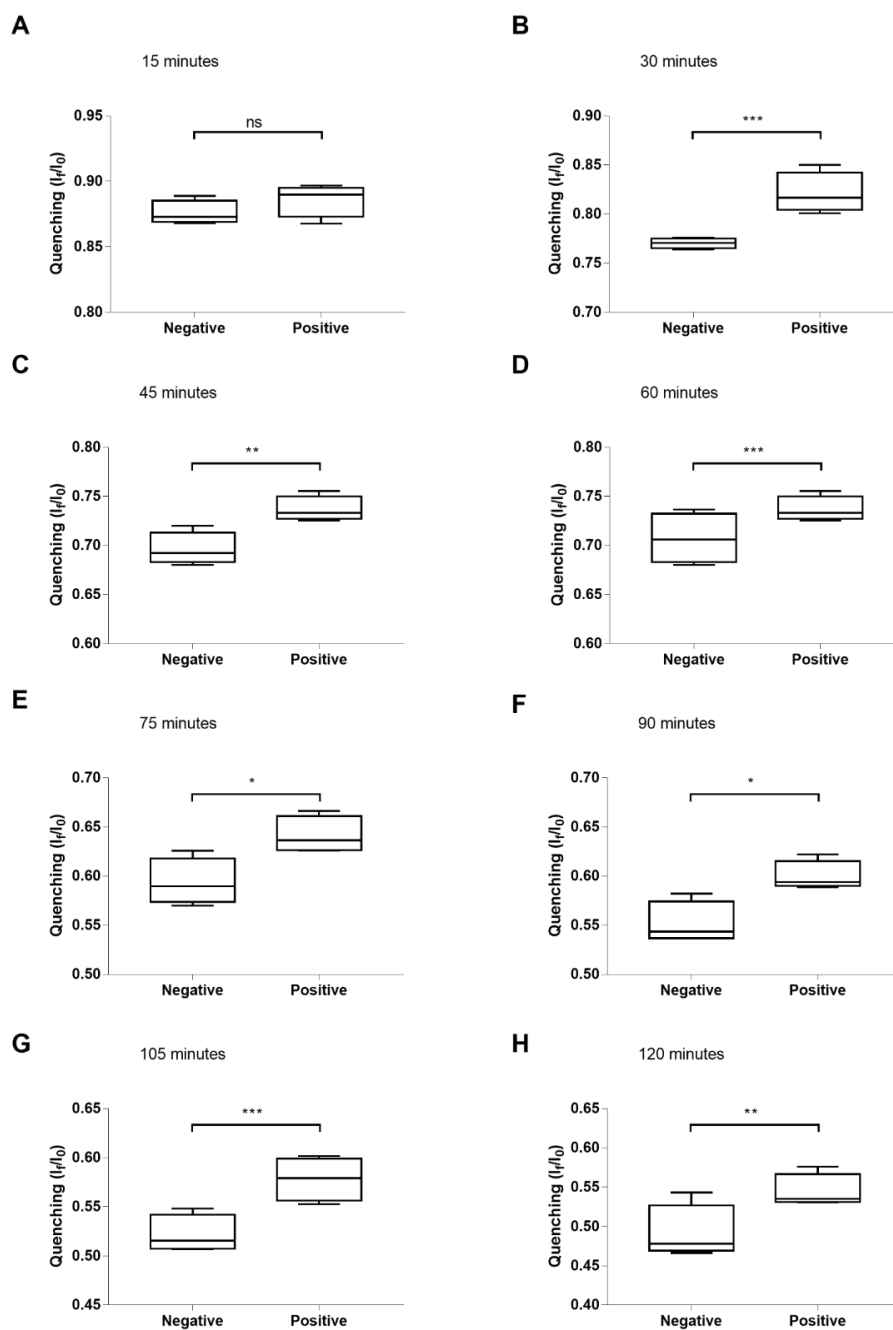 A
15 minutes
0.95
0.90
0.85
0.80
Quenching (If/I0)
ns
Negative
Positive
B
30 minutes
0.90
0.85
0.80
0.75
0.70
Quenching (If/I0)
***
Negative
Positive
C
45 minutes
0.80
0.75
0.70
0.65
0.60
Quenching (If/I0)
**
Negative
Positive
D
60 minutes
0.80
0.75
0.70
0.65
0.60
Quenching (If/I0)
***
Negative
Positive
E
75 minutes
0.70
0.65
0.60
0.55
0.50
Quenching (If/I0)
*
Negative
Positive
F
90 minutes
0.70
0.65
0.60
0.55
0.50
Quenching (If/I0)
*
Negative
Positive
G
105 minutes
0.65
0.60
0.55
0.50
0.45
Quenching (If/I0)
***
Negative
Positive
H
120 minutes
0.65
0.60
0.55
0.50
0.45
0.40
Quenching (If/I0)
**
Negative
Positive